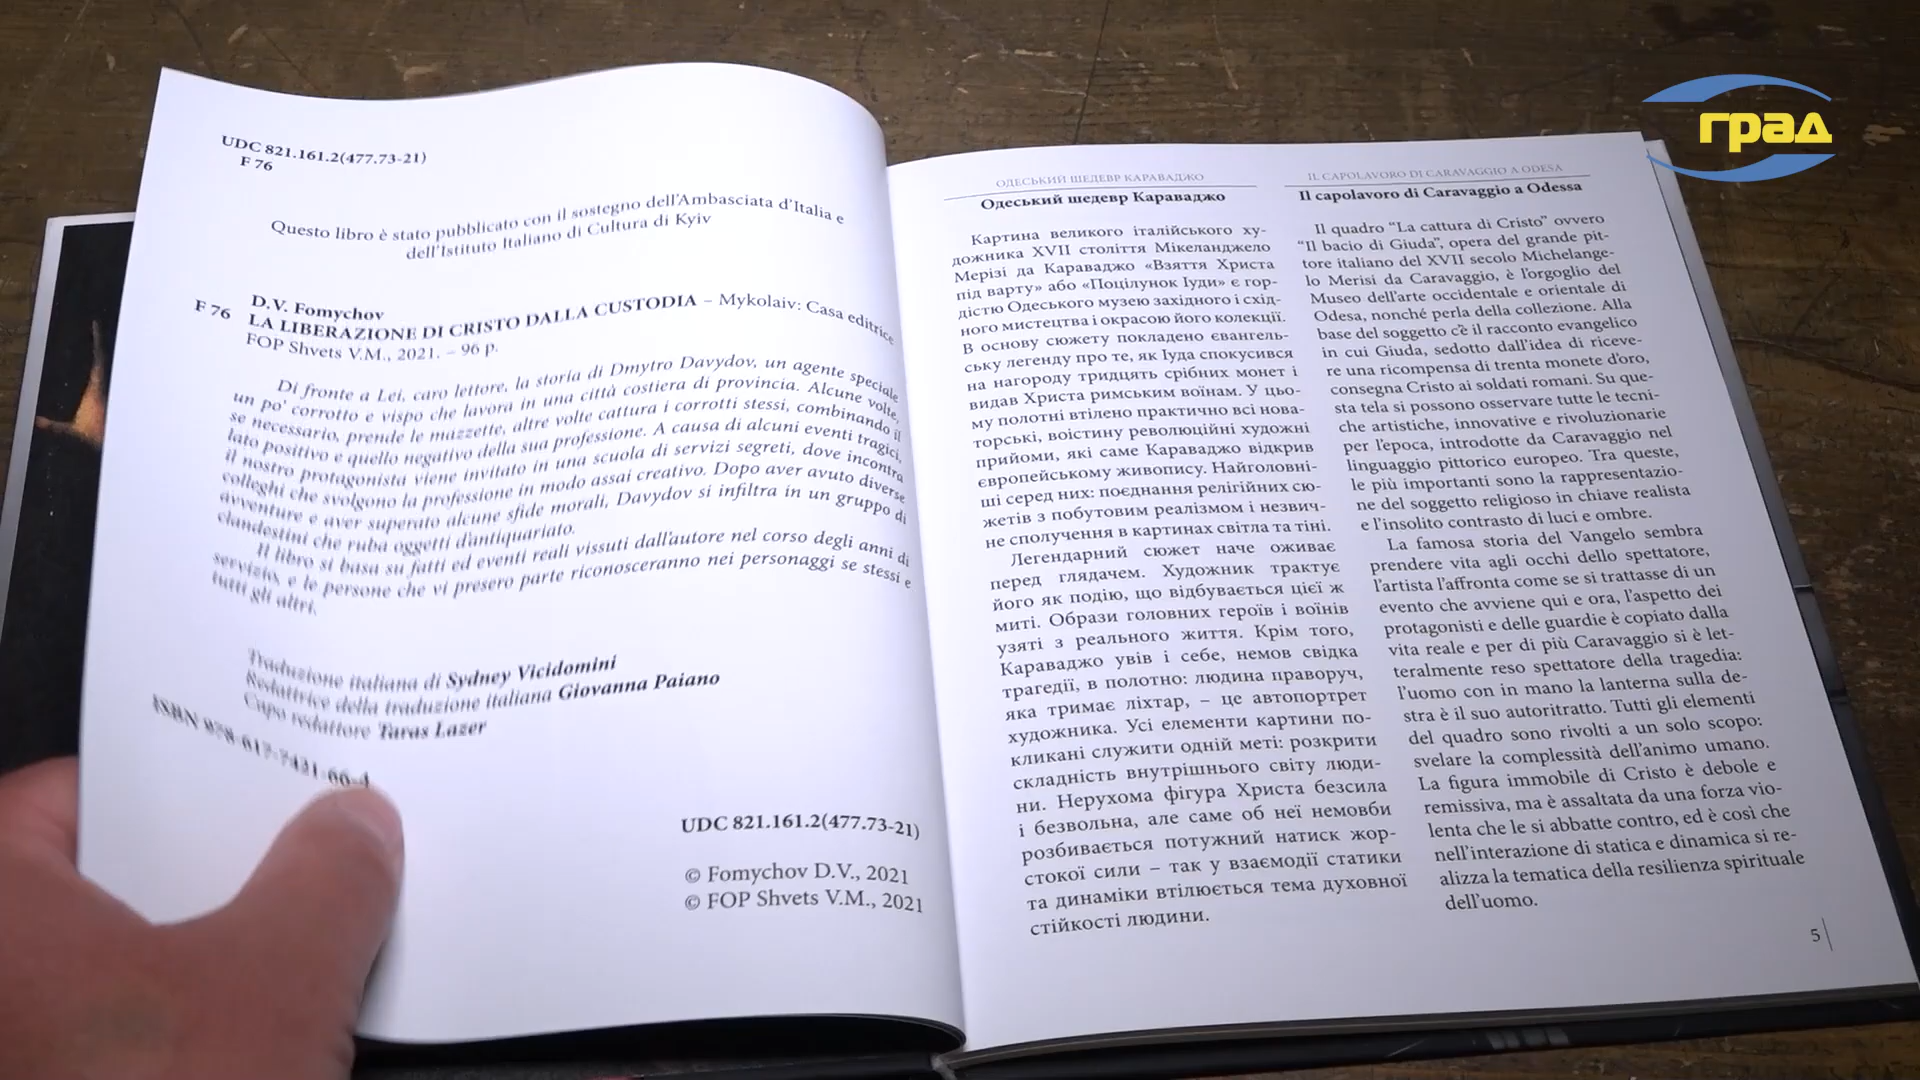 UDC 821.161.2(477.73-21)
F 76
Questo libro è stato pubblicato con il sostegno dell'Ambasciata d'Italia e
dell'Istituto Italiano di Cultura di Kyiv
D.V. Fomychov
F 76 LA LIBERAZIONE DI CRISTO DALLA CUSTODIA – Mykolaiv: Casa editrice
FOP Shvets V.M., 2021. – 96 p.
Di fronte a Lei, caro lettore, la storia di Dmytro Davydov, un agente speciale
un po' corrotto e vispo che lavora in una città costiera di provincia. Alcune volte,
se necessario, prende le mazzette, altre volte cattura i corrotti stessi, combinando il
lato positivo e quello negativo della sua professione. A causa di alcuni eventi tragici,
il nostro protagonista viene invitato in una scuola di servizi segreti, dove incontra
colleghi che svolgono la professione in modo assai creativo. Dopo aver avuto diverse
avventure e aver superato alcune sfide morali, Davydov si infiltra in un gruppo di
clandestini che ruba oggetti d'antiquariato.
Il libro si basa su fatti ed eventi reali vissuti dall'autore nel corso degli anni di
servizio, e le persone che vi presero parte riconosceranno nei personaggi se stessi e
tutti gli altri.
Traduzione italiana di Sydney Vicidomini
Redattrice della traduzione italiana Giovanna Paiano
Capo redattore Taras Lazer
ISBN 978-617-7421-66-4
UDC 821.161.2(477.73-21)
© Fomychov D.V., 2021
© FOP Shvets V.M., 2021
ОДЕСЬКИЙ ШЕДЕВР КАРАВАДЖО
Одеський шедевр Караваджо
Картина великого італійського ху-
дожника XVII століття Мікеланджело
Мерізі да Караваджо «Взяття Христа
під варту» або «Поцілунок Іуди» є гор-
дістю Одеського музею західного і схід-
ного мистецтва і окрасою його колекції.
В основу сюжету покладено євангель-
ську легенду про те, як Іуда спокусився
на нагороду тридцять срібних монет і
видав Христа римським воїнам. У цьо-
му полотні втілено практично всі нова-
торські, воістину революційні художні
прийоми, які саме Караваджо відкрив
європейському живопису. Найголовні-
ші серед них: поєднання релігійних сю-
жетів з побутовим реалізмом і незвич-
не сполучення в картинах світла та тіні.
Легендарний сюжет наче оживає
перед глядачем. Художник трактує
його як подію, що відбувається цієї ж
миті. Образи головних героїв і воїнів
узяті з реального життя. Крім того,
Караваджо увів і себе, немов свідка
трагедії, в полотно: людина праворуч,
яка тримає ліхтар, – це автопортрет
художника. Усі елементи картини по-
кликані служити одній меті: розкрити
складність внутрішнього світу люди-
ни. Нерухома фігура Христа безсила
і безвольна, але саме об неї немовби
розбивається потужний натиск жор-
стокої сили – так у взаємодії статики
та динаміки втілюється тема духовної
стійкості людини.
IL CAPOLAVORO DI CARAVAGGIO A ODESA
Il capolavoro di Caravaggio a Odessa
Il quadro “La cattura di Cristo” ovvero
“Il bacio di Giuda”, opera del grande pit-
tore italiano del XVII secolo Michelange-
lo Merisi da Caravaggio, è l'orgoglio del
Museo dell'arte occidentale e orientale di
Odesa, nonché perla della collezione. Alla
base del soggetto c'è il racconto evangelico
in cui Giuda, sedotto dall'idea di riceve-
re una ricompensa di trenta monete d'oro,
consegna Cristo ai soldati romani. Su que-
sta tela si possono osservare tutte le tecni-
che artistiche, innovative e rivoluzionarie
per l'epoca, introdotte da Caravaggio nel
linguaggio pittorico europeo. Tra queste,
le più importanti sono la rappresentazio-
ne del soggetto religioso in chiave realista
e l'insolito contrasto di luci e ombre.
La famosa storia del Vangelo sembra
prendere vita agli occhi dello spettatore,
l'artista l'affronta come se si trattasse di un
evento che avviene qui e ora, l'aspetto dei
protagonisti e delle guardie è copiato dalla
vita reale e per di più Caravaggio si è let-
teralmente reso spettatore della tragedia:
l'uomo con in mano la lanterna sulla de-
stra è il suo autoritratto. Tutti gli elementi
del quadro sono rivolti a un solo scopo:
svelare la complessità dell'animo umano.
La figura immobile di Cristo è debole e
remissiva, ma è assaltata da una forza vio-
lenta che le si abbatte contro, ed è così che
nell'interazione di statica e dinamica si re-
alizza la tematica della resilienza spirituale
dell'uomo.
5
град